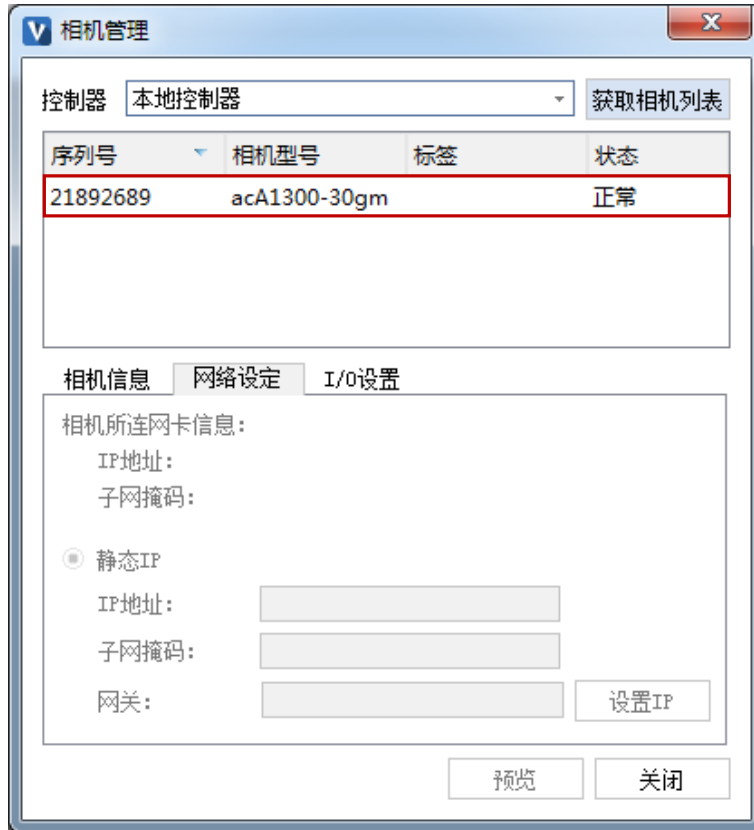 相机管理
控制器 本地控制器 获取相机列表
序列号 相机型号 标签 状态
21892689 acA1300-30gm 正常
相机信息 网络设定 I/O设置
相机所连网卡信息:
IP地址:
子网掩码:
静态IP
IP地址:
子网掩码:
网关: 设置IP
预览 关闭